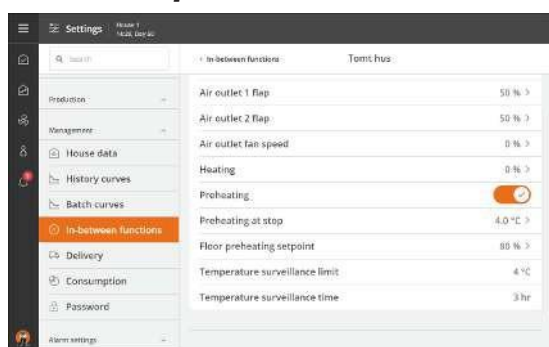 Settings
House 1
Search
Production
Management
House data
History curves
Batch curves
In-between functions
Delivery
Consumption
Password
Alarm settings
In-between functions
Tomt hus
Air outlet 1 flap 50 %
Air outlet 2 flap 50 %
Air outlet fan speed 0 %
Heating 0 %
Preheating
Preheating at stop 4.0 °C
Floor preheating setpoint 80 %
Temperature surveillance limit 4 °C
Temperature surveillance time 3 hr